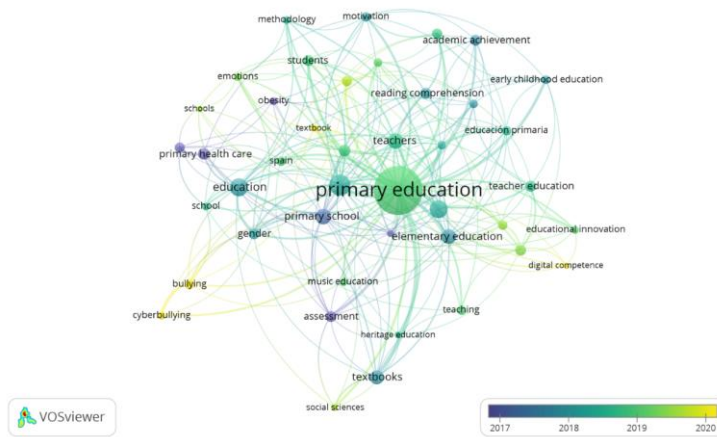 methodology
motivation
academic achievement
students
emotions
early childhood education
reading comprehension
obesity
schools
textbook
educación primaria
teachers
primary health care
spain
education
primary education
teacher education
school
primary school
gender
elementary education
educational innovation
digital competence
bullying
music education
cyberbullying
assessment
teaching
heritage education
textbooks
social sciences
VOSviewer
2017 2018 2019 2020